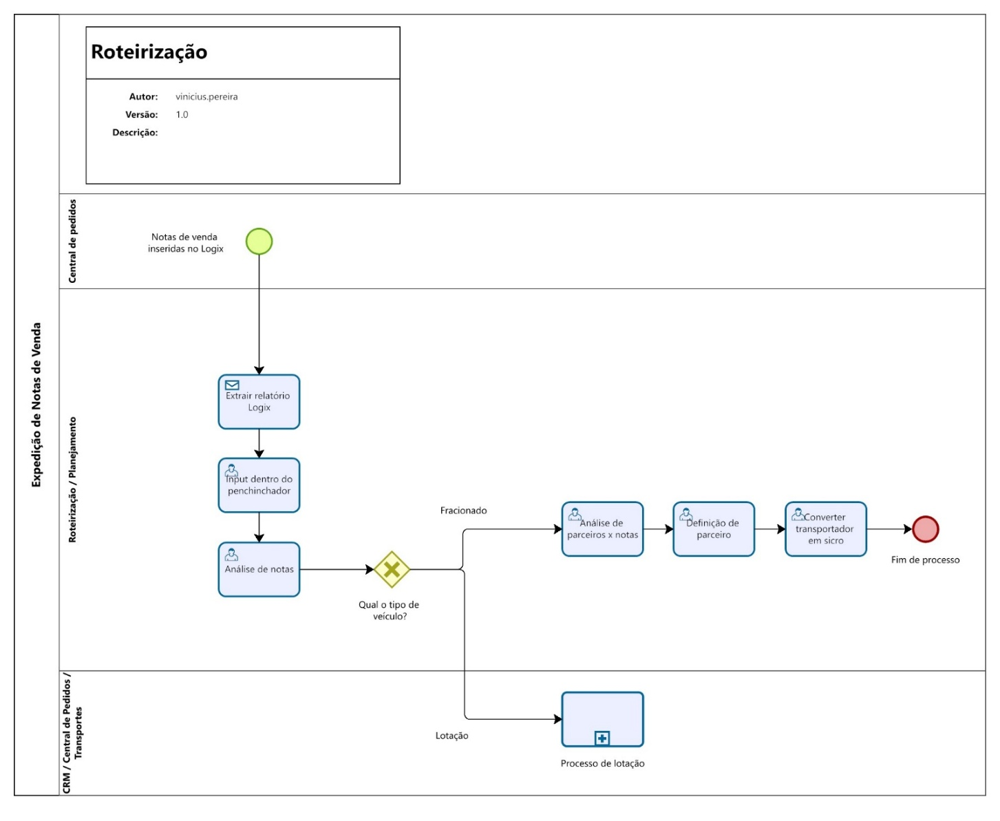 Roteirização
Autor: vinicius.pereira
Versão: 1.0
Descrição:
Expedição de Notas de Venda
Central de pedidos
Notas de venda
inseridas no Logix
Roteirização / Planejamento
Extrair relatório
Logix
Input dentro do
penchinchador
Análise de notas
Qual o tipo de
veículo?
Fracionado
Análise de
parceiros x notas
Definição de
parceiro
Converter
transportador
em sicro
Fim de processo
CRM / Central de Pedidos /
Transportes
Lotação
Processo de lotação